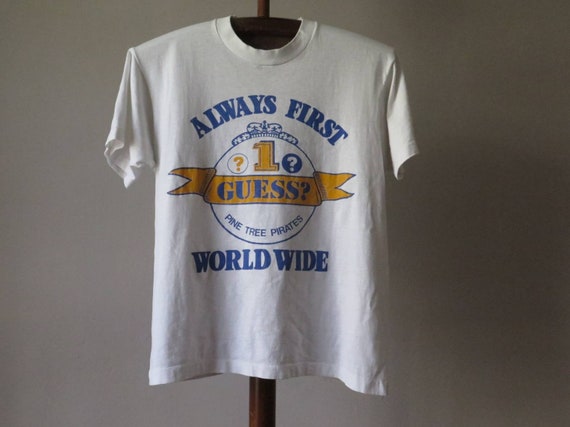 ALWAYS FIRST
? 1 ?
GUESS?
PINE TREE PIRATES
WORLD WIDE